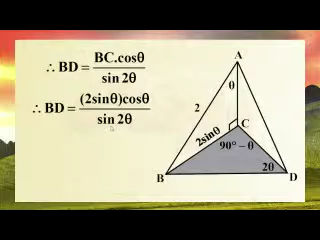 ∴ BD = BC.cosθ / sin 2θ
∴ BD = (2sinθ)cosθ / sin 2θ
A
θ
2
2sinθ
C
90° – θ
2θ
B
D